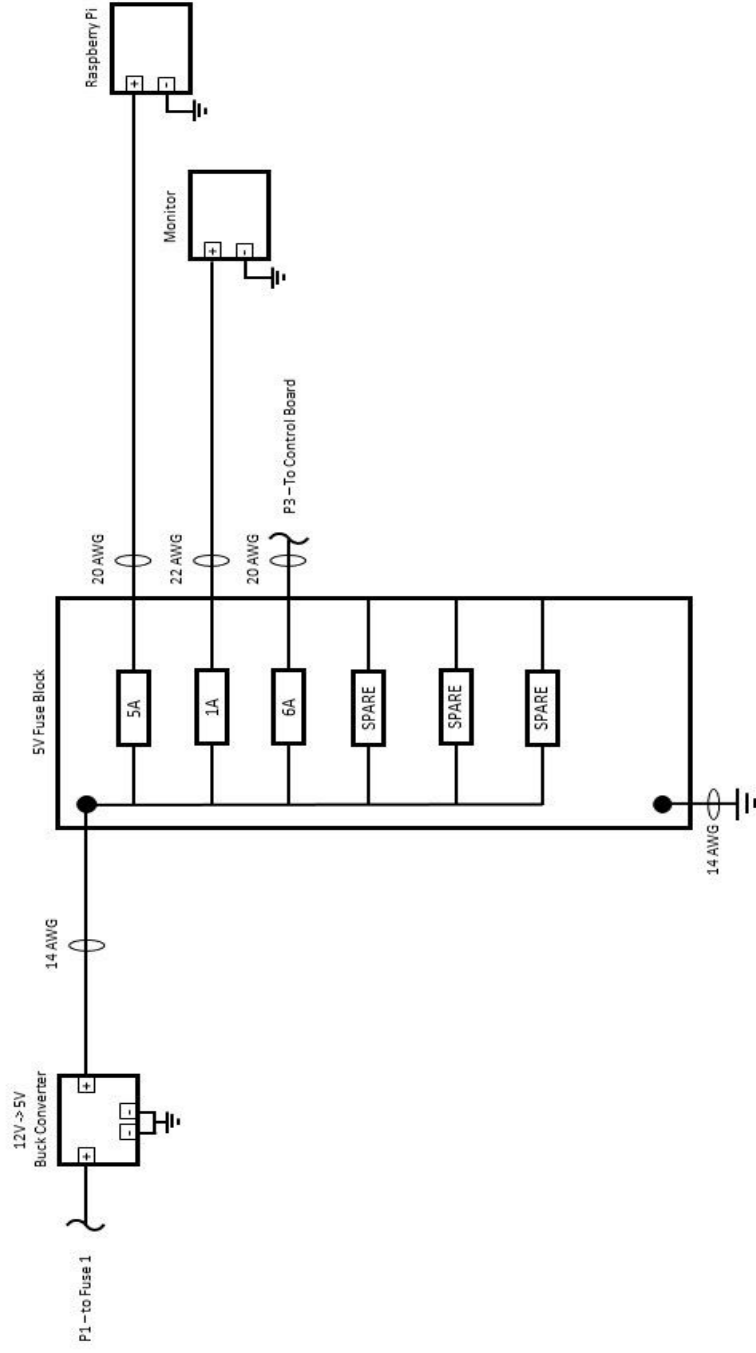 P1 – to Fuse 1
12V -> 5V
Buck Converter
+
+
-
-
14 AWG
5V Fuse Block
5A
1A
6A
SPARE
SPARE
SPARE
14 AWG
20 AWG
22 AWG
20 AWG
P3 – To Control Board
Monitor
+
-
Raspberry Pi
+
-